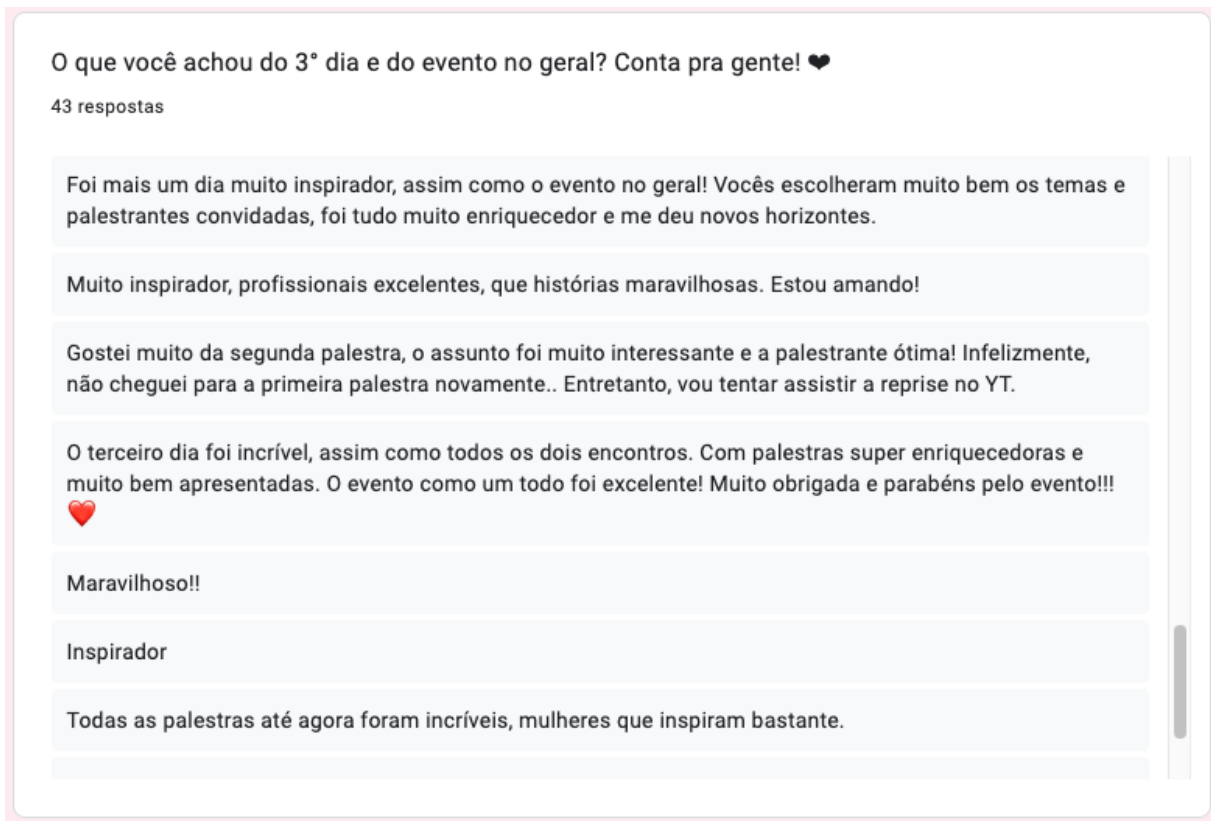 O que você achou do 3° dia e do evento no geral? Conta pra gente! ❤
43 respostas
Foi mais um dia muito inspirador, assim como o evento no geral! Vocês escolheram muito bem os temas e
palestrantes convidadas, foi tudo muito enriquecedor e me deu novos horizontes.
Muito inspirador, profissionais excelentes, que histórias maravilhosas. Estou amando!
Gostei muito da segunda palestra, o assunto foi muito interessante e a palestrante ótima! Infelizmente,
não cheguei para a primeira palestra novamente.. Entretanto, vou tentar assistir a reprise no YT.
O terceiro dia foi incrível, assim como todos os dois encontros. Com palestras super enriquecedoras e
muito bem apresentadas. O evento como um todo foi excelente! Muito obrigada e parabéns pelo evento!!!
❤️
Maravilhoso!!
Inspirador
Todas as palestras até agora foram incríveis, mulheres que inspiram bastante.